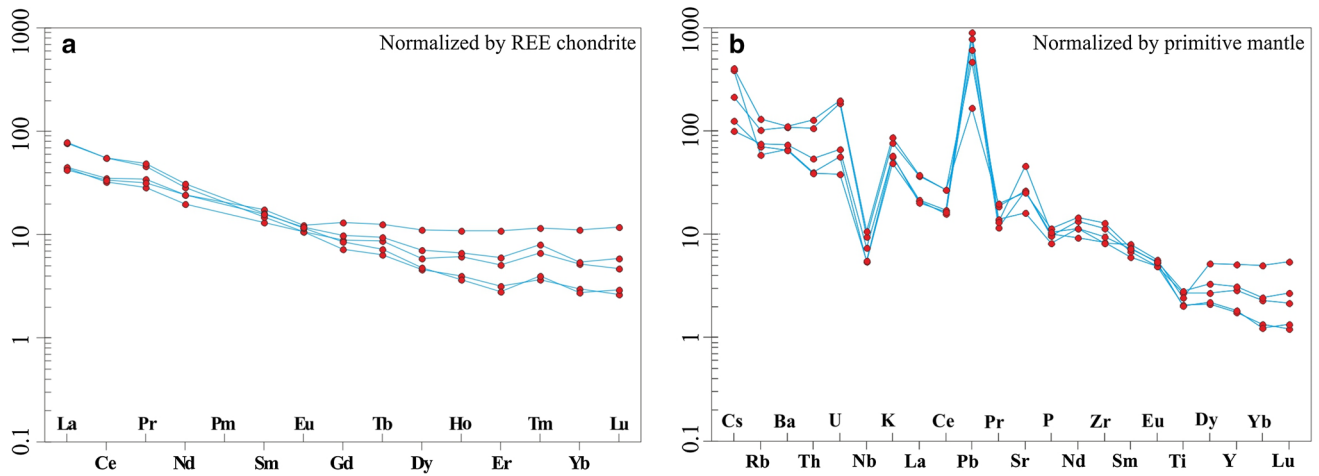 a
Normalized by REE chondrite
1000
100
10
1
0.1
La Pr Pm Eu Tb Ho Tm Lu
Ce Nd Sm Gd Dy Er Yb
b
Normalized by primitive mantle
1000
100
10
1
0.1
Cs Ba U K Ce Pr P Zr Eu Dy Yb
Rb Th Nb La Pb Sr Nd Sm Ti Y Lu